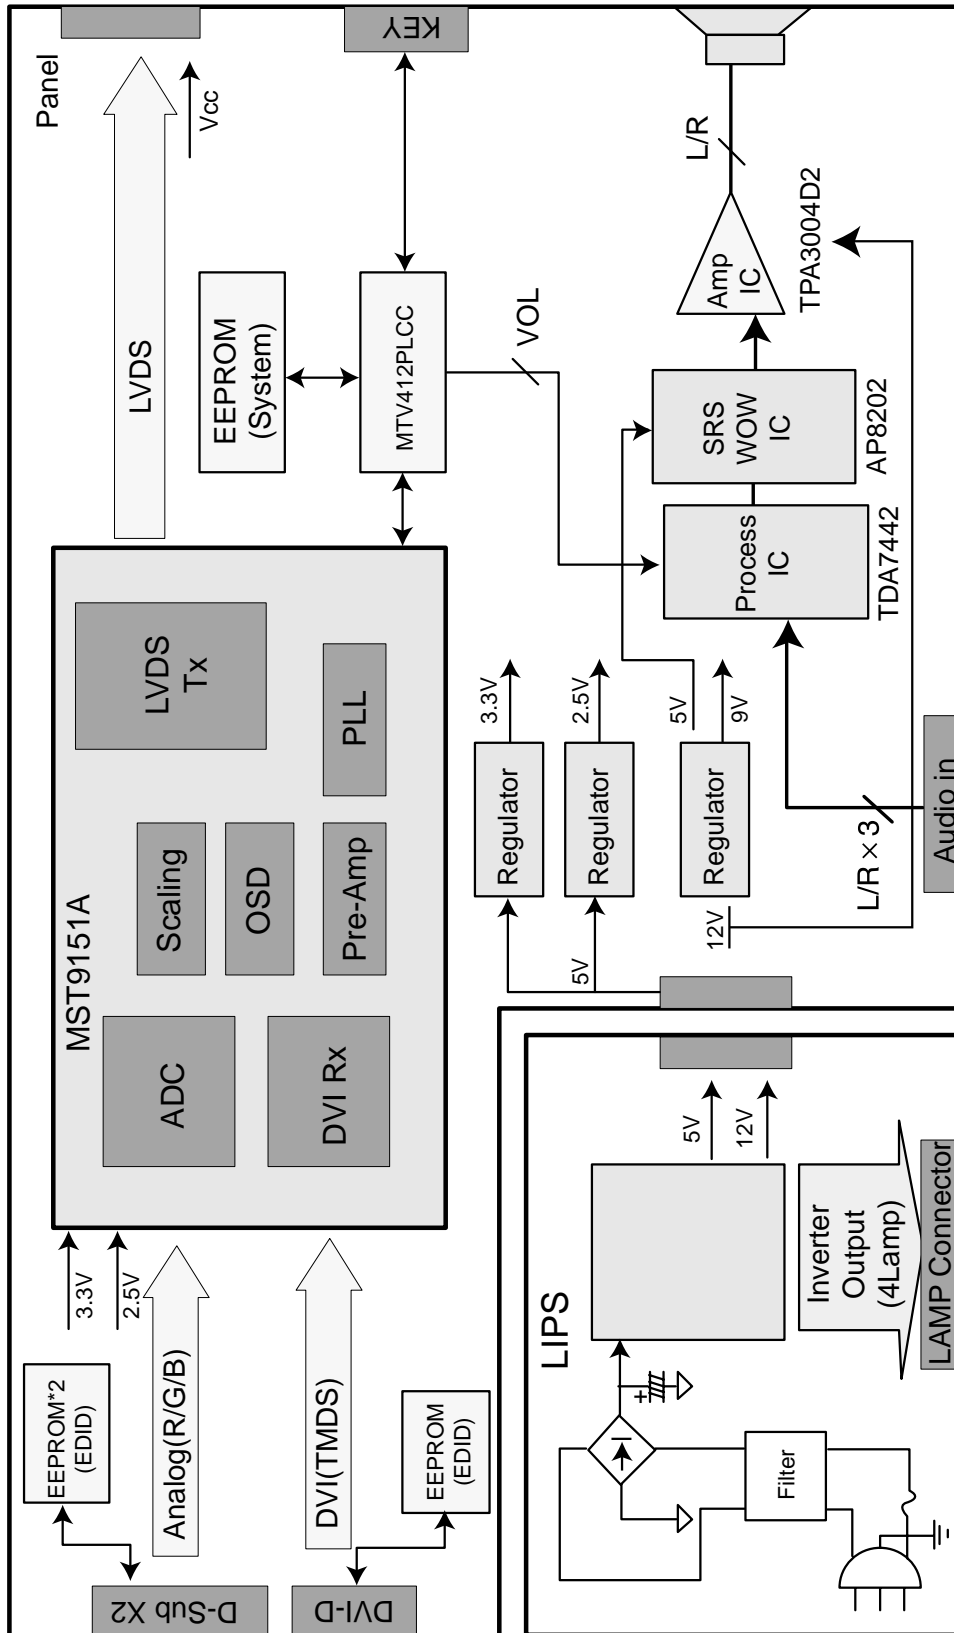 Panel
KEY
LVDS
Vcc
EEPROM
(System)
MTV412PLCC
VOL
L/R
Amp
IC
TPA3004D2
SRS
WOW
IC
AP8202
Process
IC
TDA7442
MST9151A
LVDS
Tx
PLL
Scaling
OSD
Pre-Amp
ADC
DVI Rx
3.3V
2.5V
5V
9V
Regulator
Regulator
Regulator
5V
12V
L/R × 3
Audio in
3.3V
2.5V
EEPROM*2
(EDID)
Analog(R/G/B)
DVI(TMDS)
EEPROM
(EDID)
D-Sub X2
DVI-D
LIPS
5V
12V
Inverter
Output
(4Lamp)
LAMP Connector
+
Filter